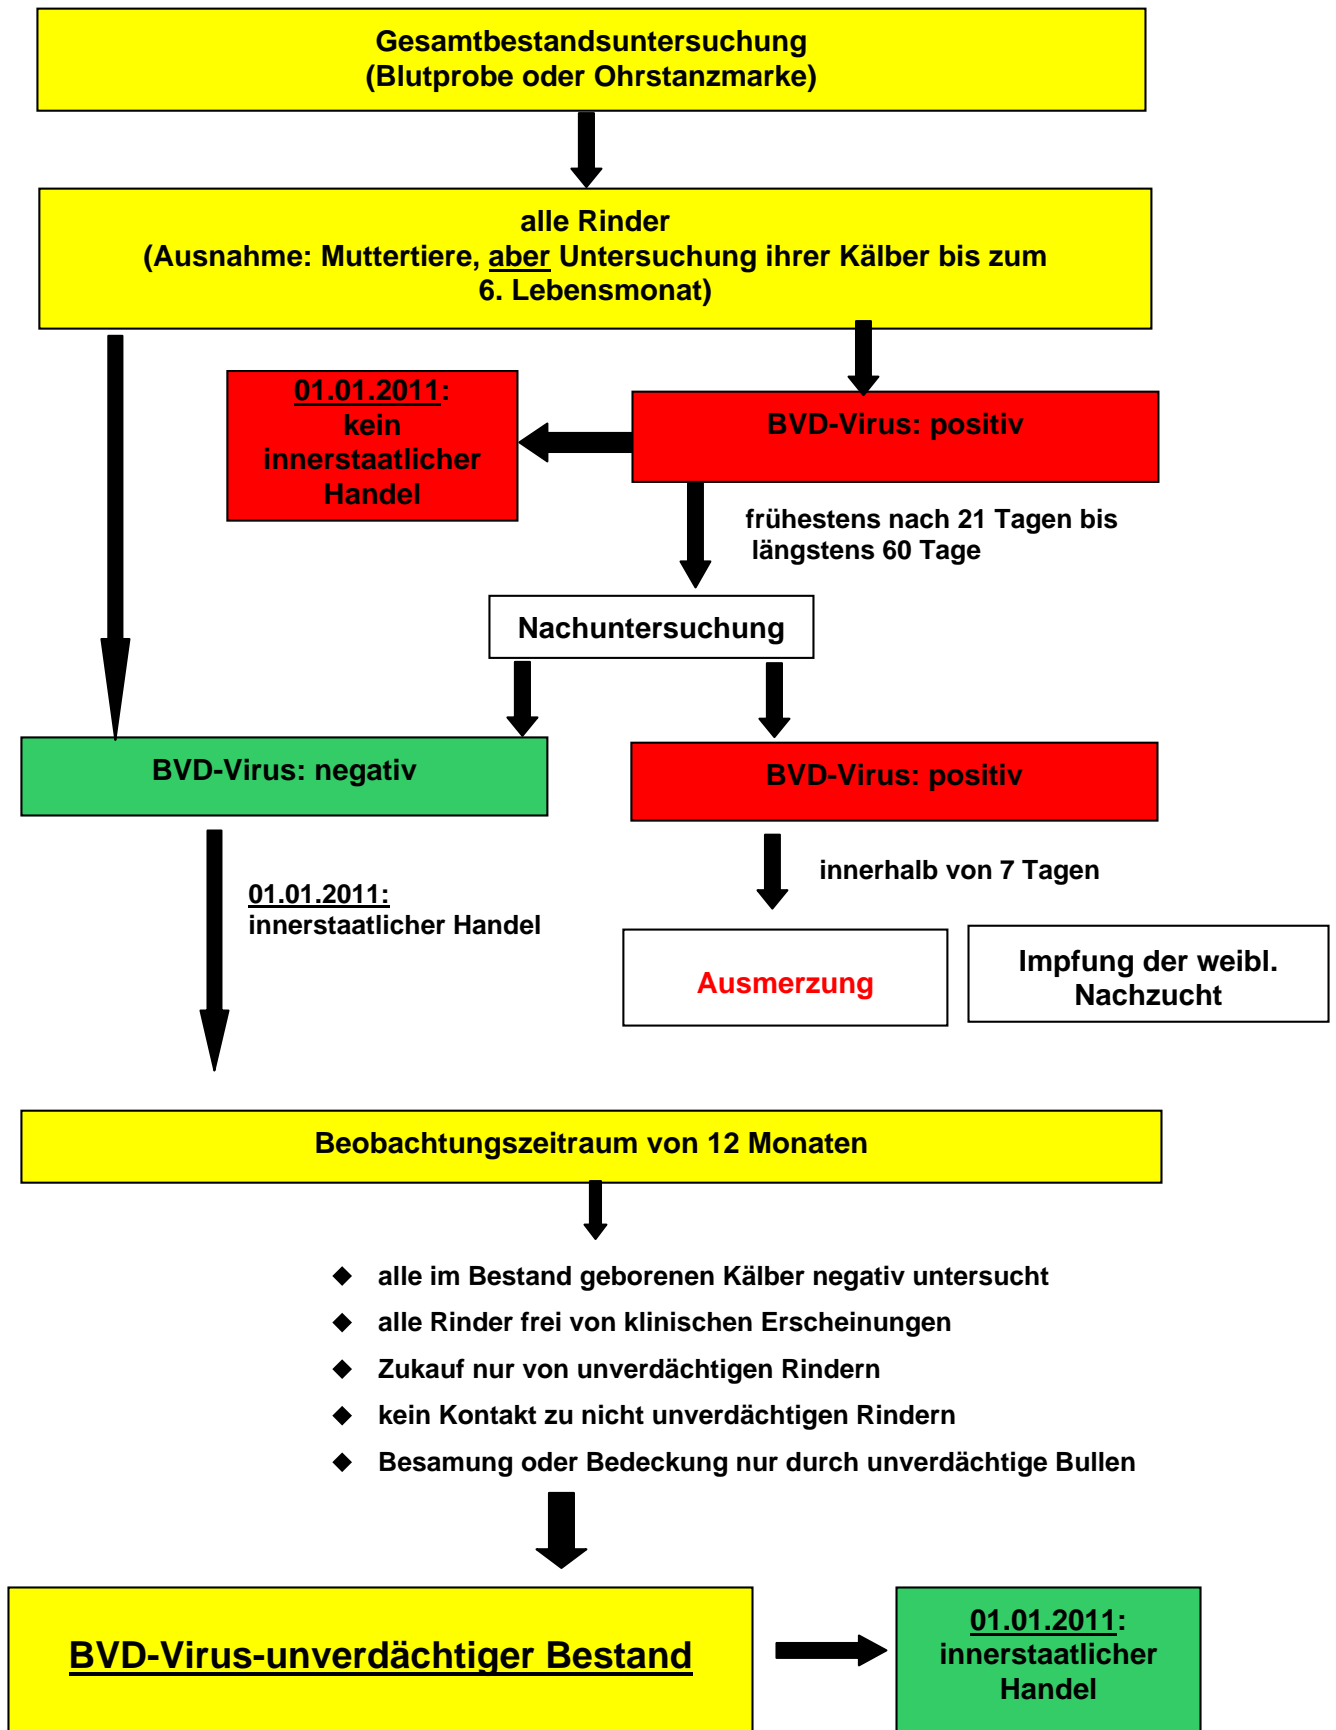 Gesamtbestandsuntersuchung
(Blutprobe oder Ohrstanzmarke)
alle Rinder
(Ausnahme: Muttertiere, aber Untersuchung ihrer Kälber bis zum
6. Lebensmonat)
01.01.2011:
kein
innerstaatlicher
Handel
BVD-Virus: positiv
frühestens nach 21 Tagen bis
längstens 60 Tage
Nachuntersuchung
BVD-Virus: negativ
BVD-Virus: positiv
innerhalb von 7 Tagen
01.01.2011:
innerstaatlicher Handel
Ausmerzung
Impfung der weibl.
Nachzucht
Beobachtungszeitraum von 12 Monaten
◆ alle im Bestand geborenen Kälber negativ untersucht
◆ alle Rinder frei von klinischen Erscheinungen
◆ Zukauf nur von unverdächtigen Rindern
◆ kein Kontakt zu nicht unverdächtigen Rindern
◆ Besamung oder Bedeckung nur durch unverdächtige Bullen
BVD-Virus-unverdächtiger Bestand
01.01.2011:
innerstaatlicher
Handel